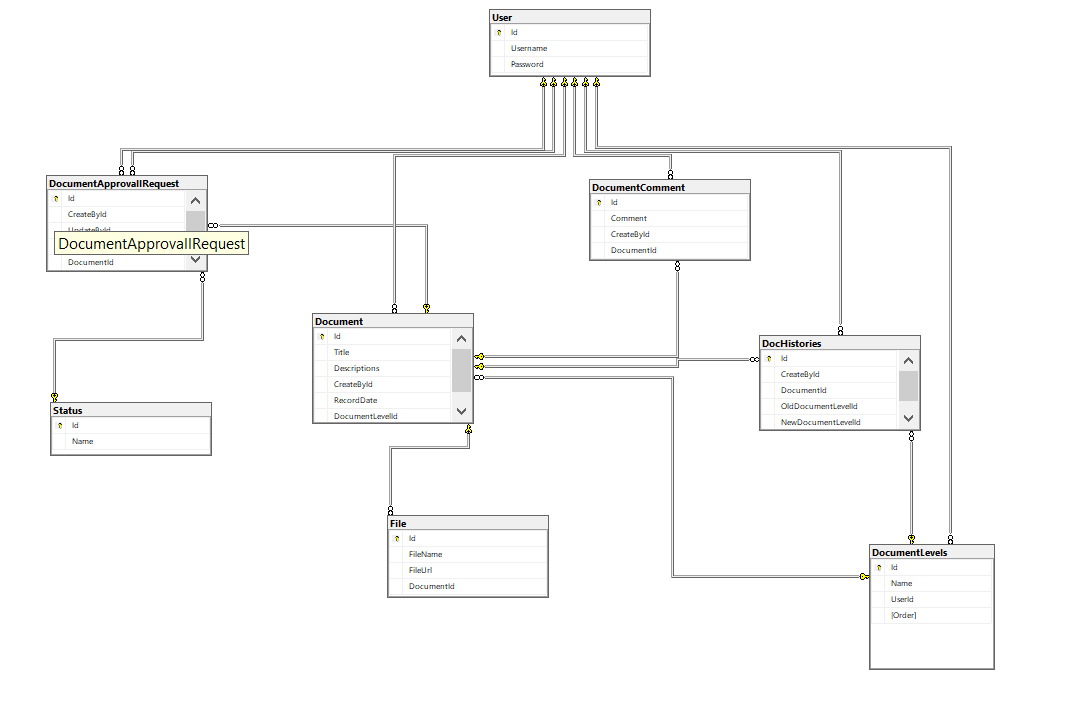 User
Id
Username
Password
DocumentApprovallRequest
Id
CreateById
UpdateById
DocumentApprovallRequest
DocumentId
DocumentComment
Id
Comment
CreateById
DocumentId
Document
Id
Title
Descriptions
CreateById
RecordDate
DocumentLevelId
DocHistories
Id
CreateById
DocumentId
OldDocumentLevelId
NewDocumentLevelId
Status
Id
Name
File
Id
FileName
FileUrl
DocumentId
DocumentLevels
Id
Name
UserId
[Order]